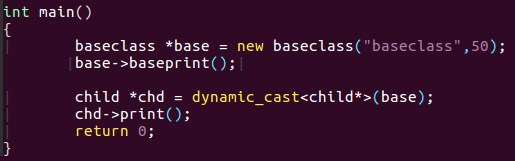 int main()
{
baseclass *base = new baseclass("baseclass",50);
base->baseprint();
child *chd = dynamic_cast<child*>(base);
chd->print();
return 0;
}